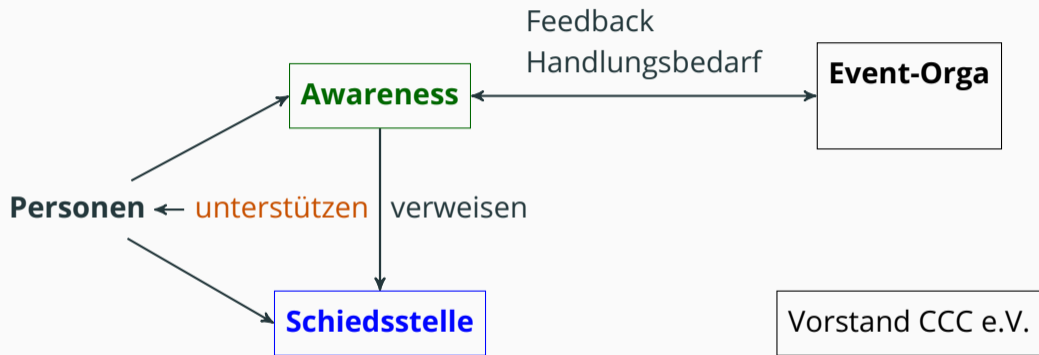 Feedback
Handlungsbedarf
Event-Orga
Awareness
Personen
unterstützen
verweisen
Schiedsstelle
Vorstand CCC e.V.